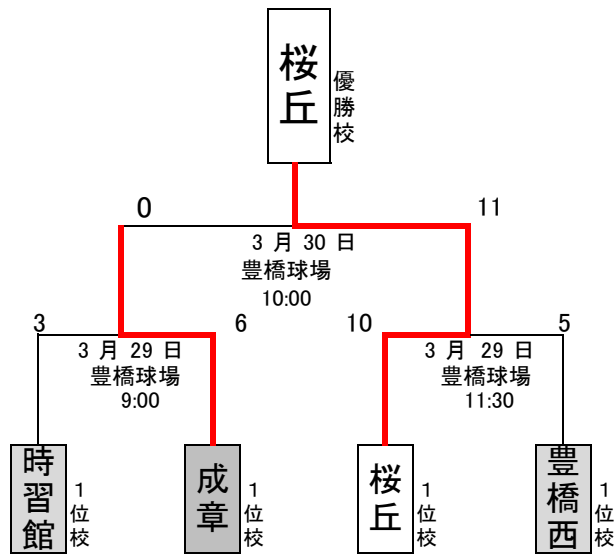 桜丘
優勝校
0
11
3 月 30 日
豊橋球場
10:00
3
6
10
5
3 月 29 日
豊橋球場
9:00
3 月 29 日
豊橋球場
11:30
時習館
1位校
成章
1位校
桜丘
1位校
豊橋西
1位校